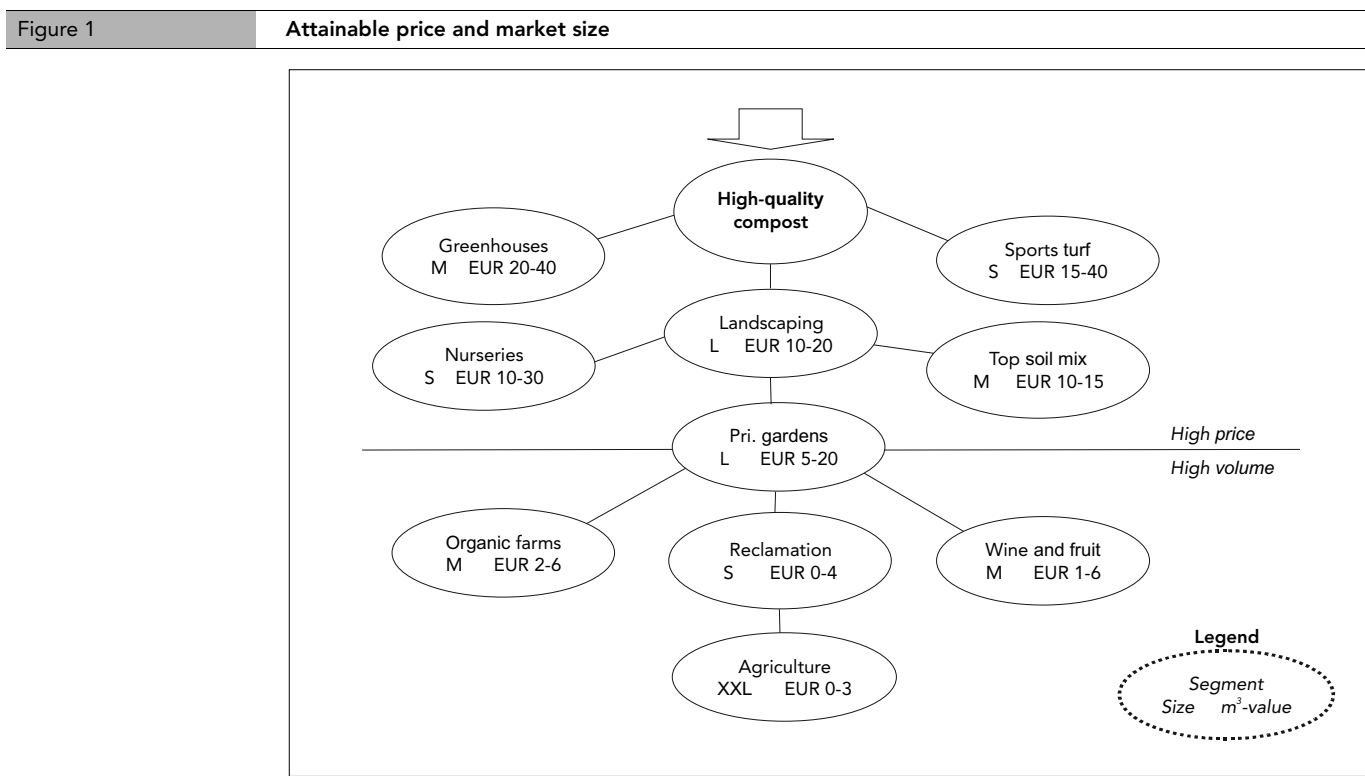 Figure 1
Attainable price and market size
High-quality
compost
Greenhouses
M EUR 20-40
Sports turf
S EUR 15-40
Landscaping
L EUR 10-20
Nurseries
S EUR 10-30
Top soil mix
M EUR 10-15
Pri. gardens
L EUR 5-20
High price
High volume
Organic farms
M EUR 2-6
Reclamation
S EUR 0-4
Wine and fruit
M EUR 1-6
Agriculture
XXL EUR 0-3
Legend
Segment
Size m³-value